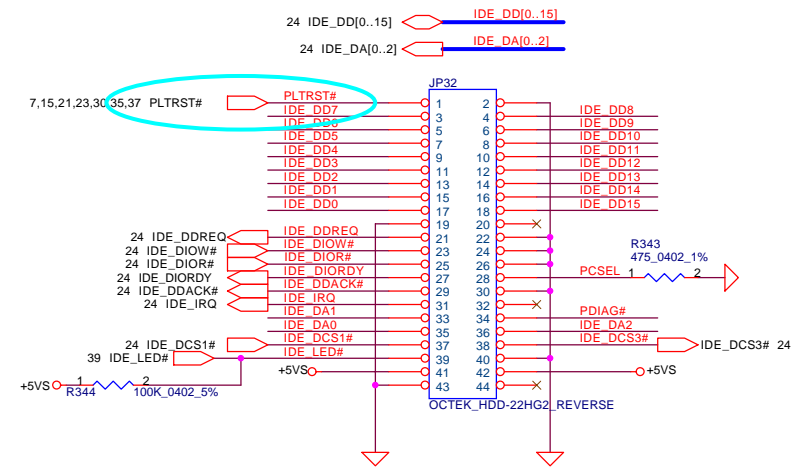 24 IDE_DD[0..15] IDE_DD[0..15]
24 IDE_DA[0..2] IDE_DA[0..2]
JP32
7,15,21,23,30,35,37 PLTRST# PLTRST# 1 2
IDE_DD7 3 4 IDE_DD8
IDE_DD6 5 6 IDE_DD9
IDE_DD5 7 8 IDE_DD10
IDE_DD4 9 10 IDE_DD11
IDE_DD3 11 12 IDE_DD12
IDE_DD2 13 14 IDE_DD13
IDE_DD1 15 16 IDE_DD14
IDE_DD0 17 18 IDE_DD15
19 20
24 IDE_DDREQ IDE_DDREQ 21 22
24 IDE_DIOW# IDE_DIOW# 23 24
R343
475_0402_1%
24 IDE_DIOR# IDE_DIOR# 25 26
24 IDE_DIORDY IDE_DIORDY 27 28 PCSEL 1 2
24 IDE_DDACK# IDE_DDACK# 29 30
24 IDE_IRQ IDE_IRQ 31 32
IDE_DA1 33 34 PDIAG#
IDE_DA0 35 36 IDE_DA2
24 IDE_DCS1# IDE_DCS1# 37 38 IDE_DCS3# IDE_DCS3# 24
39 IDE_LED# IDE_LED# 39 40
+5VS 41 42 +5VS
+5VS 1 2 43 44
R344 100K_0402_5%
OCTEK_HDD-22HG2_REVERSE